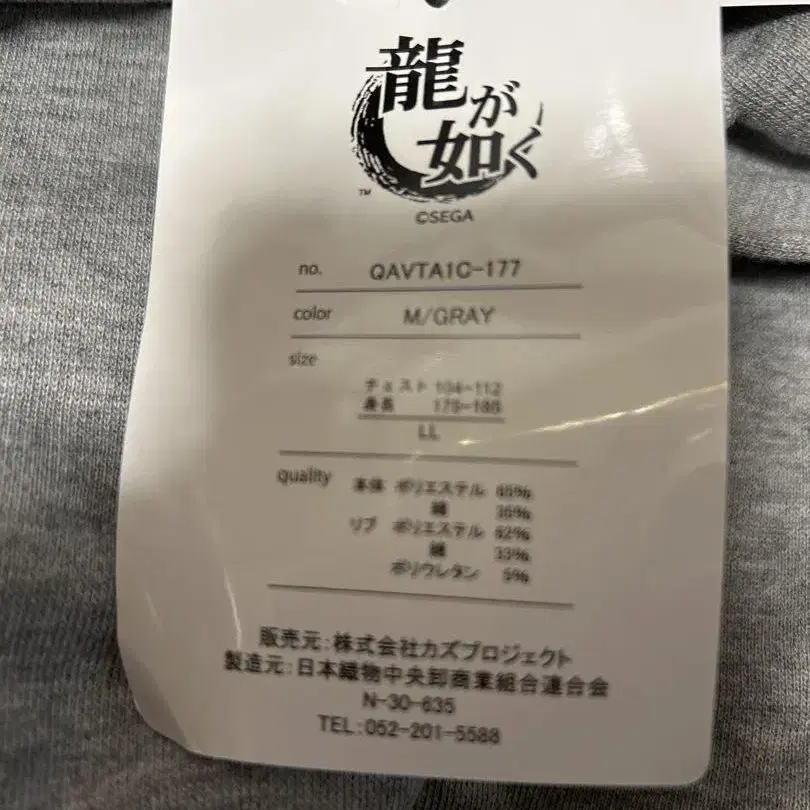 龍が
如く
™
©SEGA
no. QAVTA1C-177
color M/GRAY
size
チェスト 104-112
身長 175-185
LL
quality 本体 ポリエステル 65%
綿 35%
リブ ポリエステル 62%
綿 33%
ポリウレタン 5%
販売元:株式会社カズプロジェクト
製造元:日本織物中央卸商業組合連合会
N-30-635
TEL:052-201-5588